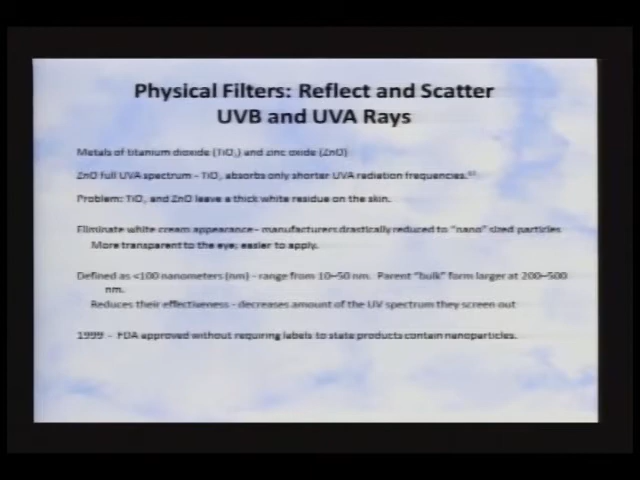 Physical Filters: Reflect and Scatter
UVB and UVA Rays
Metals of titanium dioxide (TiO₂) and zinc oxide (ZnO)
ZnO full UVA spectrum - TiO₂ absorbs only shorter UVA radiation frequencies.
Problem: TiO₂ and ZnO leave a thick white residue on the skin.
Eliminate white cream appearance – manufacturers drastically reduced to "nano" sized particles
More transparent to the eye; easier to apply.
Defined as <100 nanometers (nm) - range from 10–50 nm. Parent "bulk" form larger at 200–500
nm.
Reduces their effectiveness - decreases amount of the UV spectrum they screen out
1999 - FDA approved without requiring labels to state products contain nanoparticles.